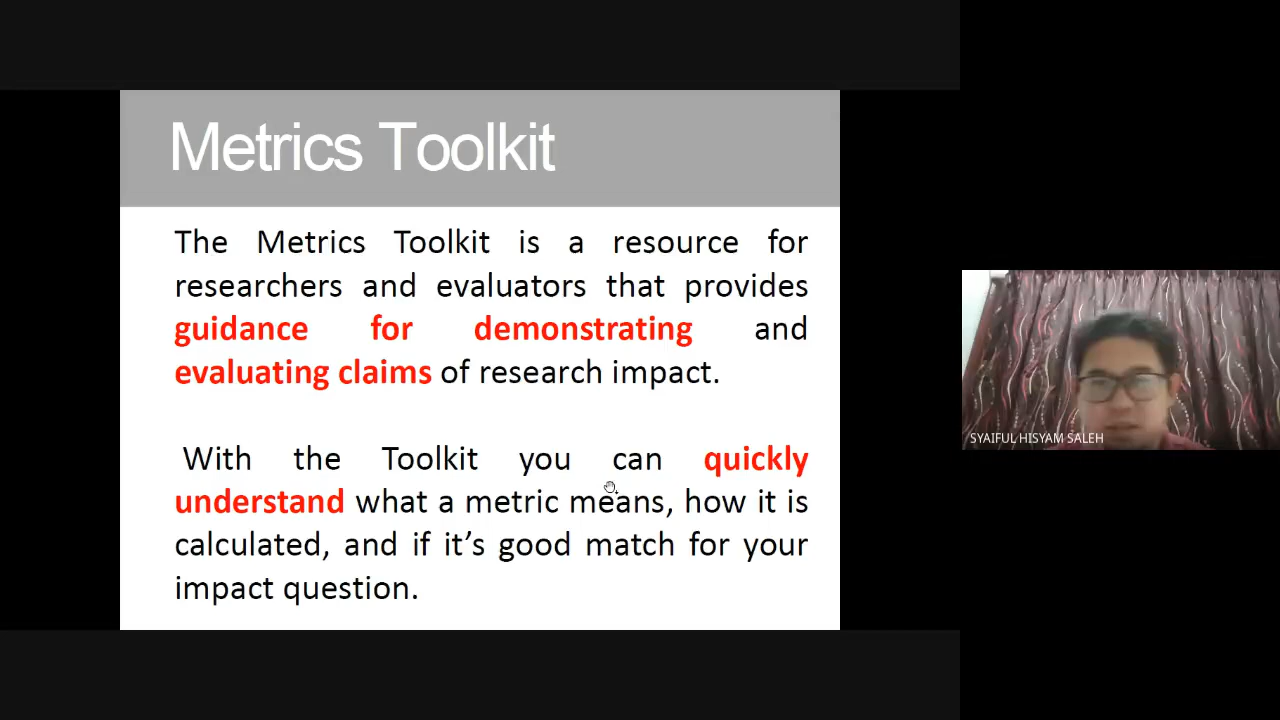 Metrics Toolkit
The Metrics Toolkit is a resource for
researchers and evaluators that provides
guidance for demonstrating and
evaluating claims of research impact.
With the Toolkit you can quickly
understand what a metric means, how it is
calculated, and if it’s good match for your
impact question.
SYAIFUL HISYAM SALEH